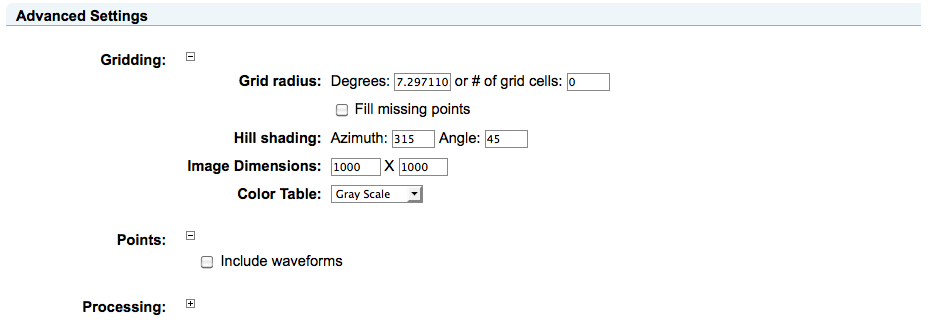 Advanced Settings
Gridding:
Grid radius: Degrees: 7.297110 or # of grid cells: 0
Fill missing points
Hill shading: Azimuth: 315 Angle: 45
Image Dimensions: 1000 X 1000
Color Table: Gray Scale
Points:
Include waveforms
Processing: